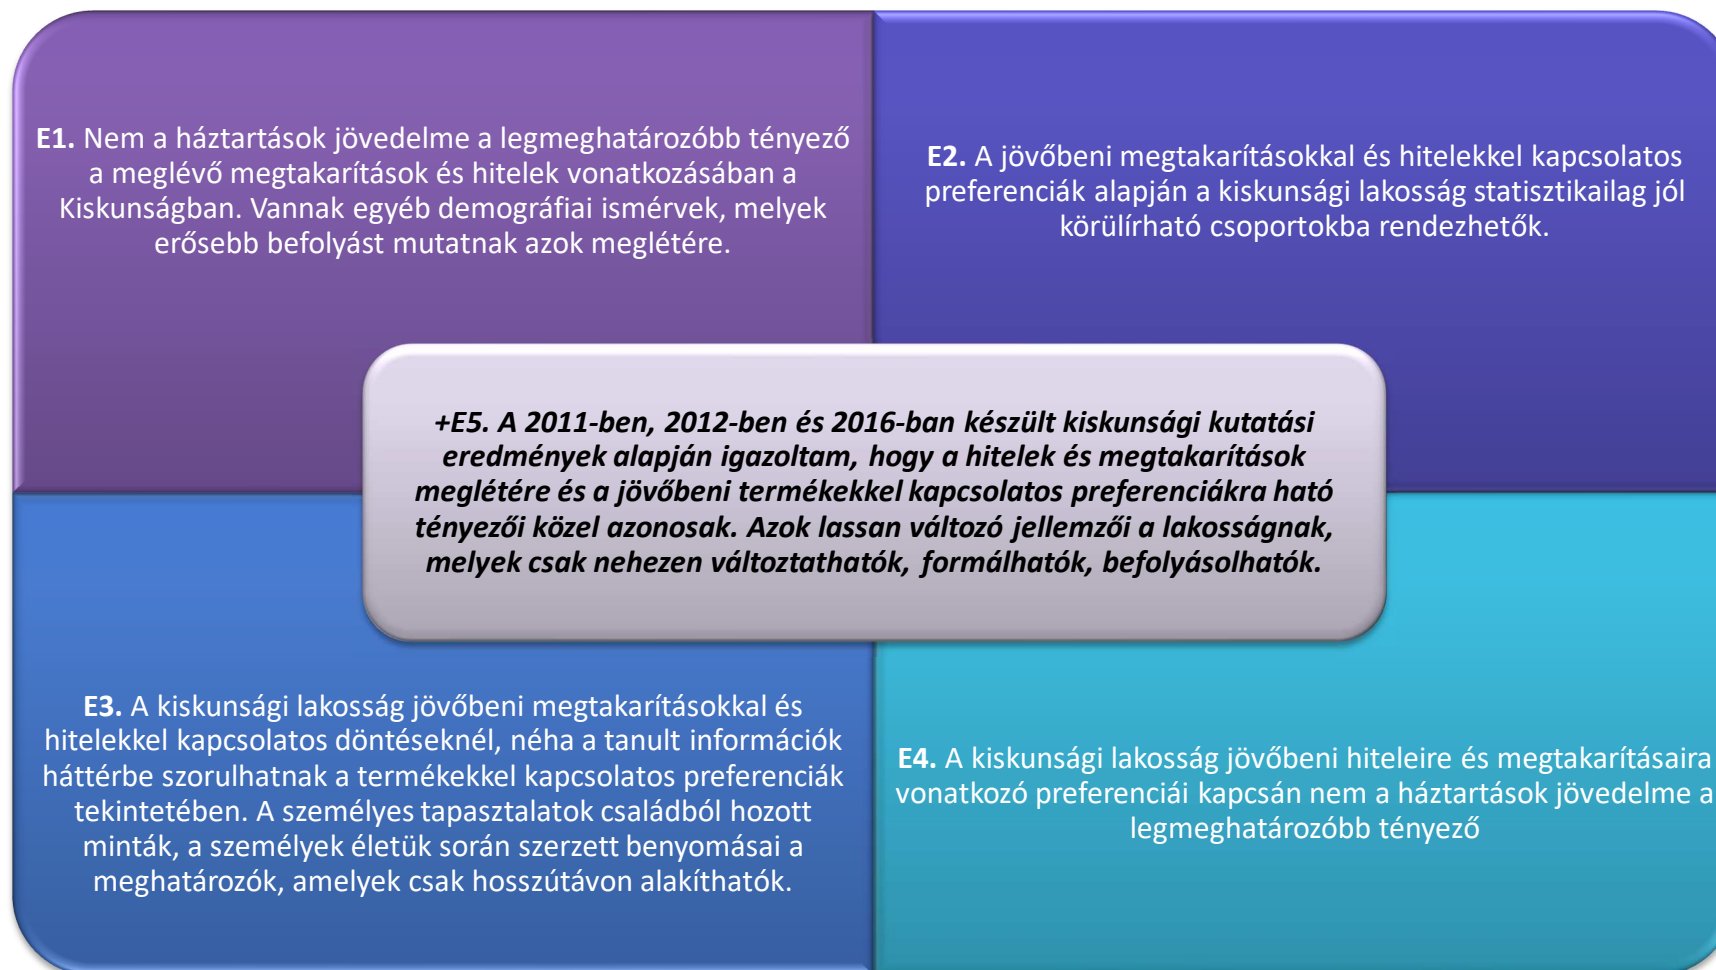 E1. Nem a háztartások jövedelme a legmeghatározóbb tényező
a meglévő megtakarítások és hitelek vonatkozásában a
Kiskunságban. Vannak egyéb demográfiai ismérvek, melyek
erősebb befolyást mutatnak azok meglétére.
E2. A jövőbeni megtakarításokkal és hitelekkel kapcsolatos
preferenciák alapján a kiskunsági lakosság statisztikailag jól
körülírható csoportokba rendezhetők.
+E5. A 2011-ben, 2012-ben és 2016-ban készült kiskunsági kutatási
eredmények alapján igazoltam, hogy a hitelek és megtakarítások
meglétére és a jövőbeni termékekkel kapcsolatos preferenciákra ható
tényezői közel azonosak. Azok lassan változó jellemzői a lakosságnak,
melyek csak nehezen változtathatók, formálhatók, befolyásolhatók.
E3. A kiskunsági lakosság jövőbeni megtakarításokkal és
hitelekkel kapcsolatos döntéseknél, néha a tanult információk
háttérbe szorulhatnak a termékekkel kapcsolatos preferenciák
tekintetében. A személyes tapasztalatok családból hozott
minták, a személyek életük során szerzett benyomásai a
meghatározók, amelyek csak hosszútávon alakíthatók.
E4. A kiskunsági lakosság jövőbeni hiteleire és megtakarításaira
vonatkozó preferenciái kapcsán nem a háztartások jövedelme a
legmeghatározóbb tényező